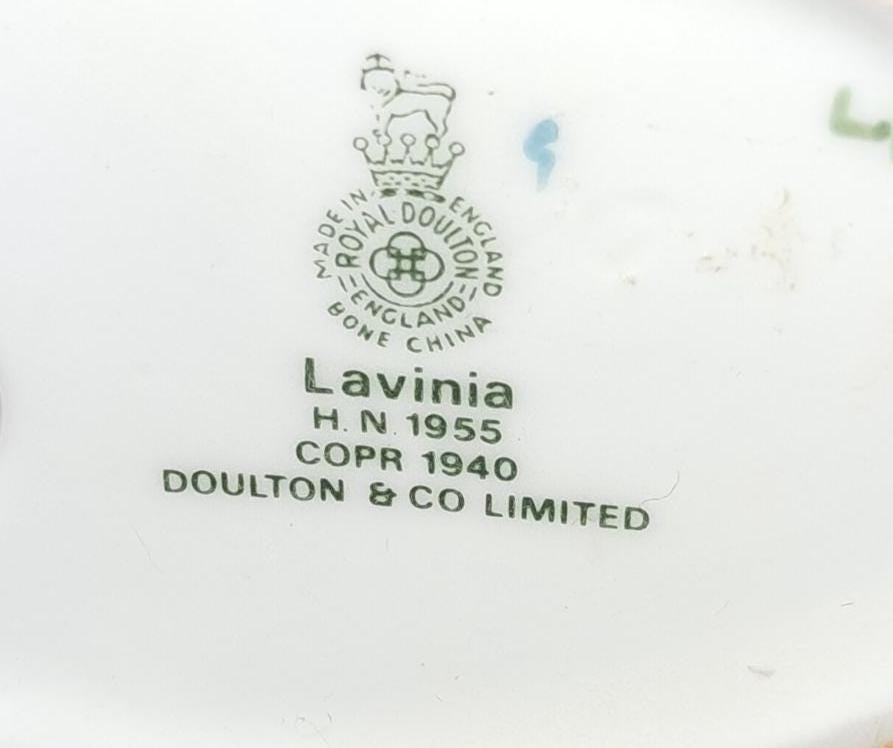 MADE IN ENGLAND
ROYAL DOULTON
ENGLAND
BONE CHINA
Lavinia
H. N. 1955
COPR 1940
DOULTON & CO LIMITED